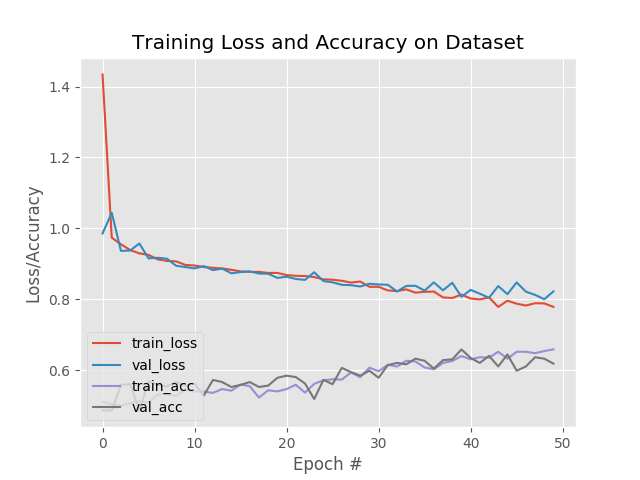 Training Loss and Accuracy on Dataset
Loss/Accuracy
1.4
1.2
1.0
0.8
0.6
train_loss
val_loss
train_acc
val_acc
0 10 20 30 40 50
Epoch #